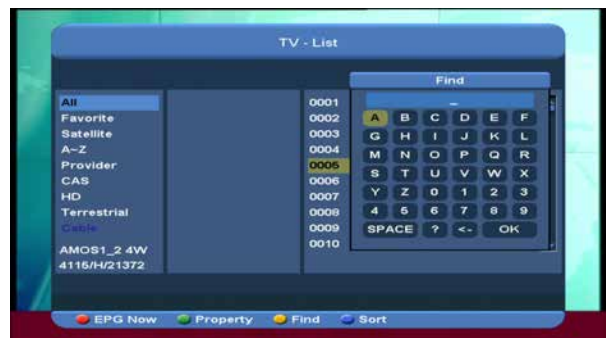 TV - List
Find
All
Favorite
Satellite
A~Z
Provider
CAS
HD
Terrestrial
Cable
AMOS1_2 4W
4115/H/21372
0001
0002
0003
0004
0005
0006
0007
0008
0009
0010
_
A B C D E F
G H I J K L
M N O P Q R
S T U V W X
Y Z 0 1 2 3
4 5 6 7 8 9
SPACE ? <- OK
EPG Now Property Find Sort